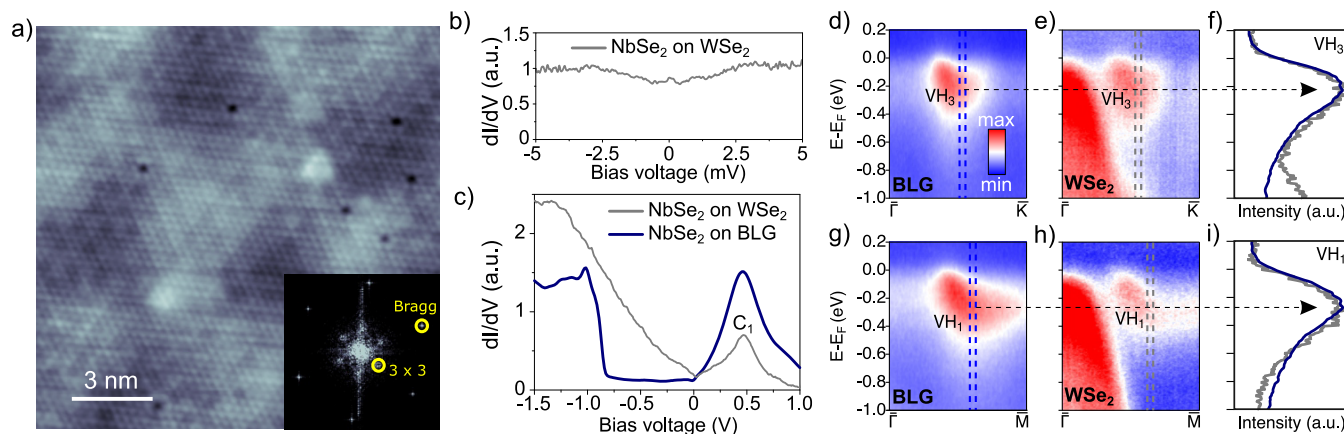 a)
3 nm
Bragg
3 x 3
b)
dI/dV (a.u.)
1.5
1
0.5
0
NbSe₂ on WSe₂
-5
-2.5
0
2.5
5
Bias voltage (mV)
c)
dI/dV (a.u.)
2
1
0
NbSe₂ on WSe₂
NbSe₂ on BLG
C₁
-1.5
-1.0
-0.5
0
0.5
1.0
Bias voltage (V)
d)
E-E_F (eV)
0.2
0.0
-0.2
-0.4
-0.6
-0.8
-1.0
VH₃
max
min
BLG
Γ̅
K̅
e)
VH₃
WSe₂
Γ̅
K̅
f)
VH₃
Intensity (a.u.)
g)
E-E_F (eV)
0.2
0.0
-0.2
-0.4
-0.6
-0.8
-1.0
VH₁
BLG
Γ̅
M̅
h)
VH₁
WSe₂
Γ̅
M̅
i)
VH₁
Intensity (a.u.)